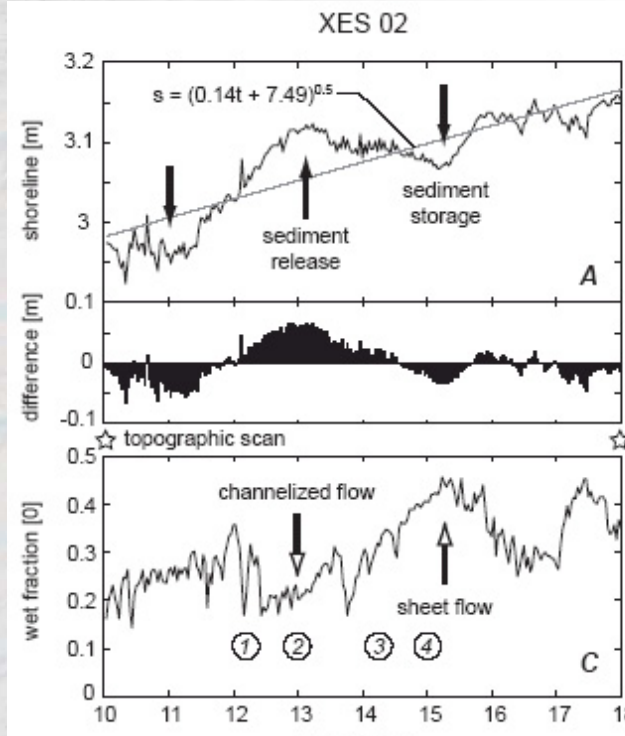 XES 02
3.2
s = (0.14t + 7.49)^0.5
3.1
shoreline [m]
sediment
storage
3
sediment
release
A
0.1
difference [m]
0
-0.1
topographic scan
0.5
channelized flow
0.4
wet fraction [0]
0.3
0.2
sheet flow
0.1
1 2 3 4
C
0
10 11 12 13 14 15 16 17 18